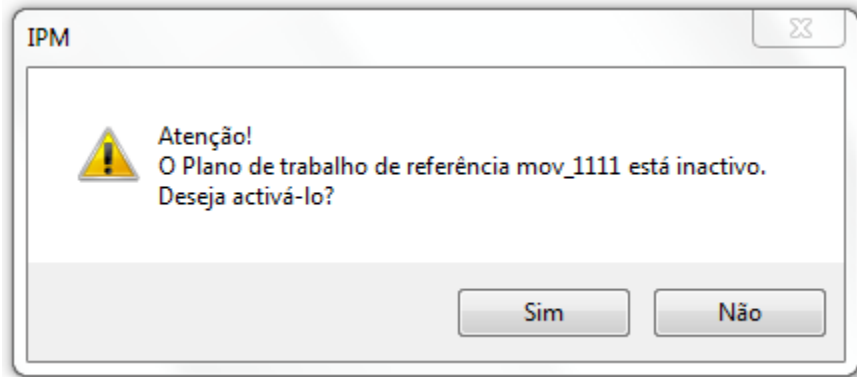 IPM
Atenção!
O Plano de trabalho de referência mov_1111 está inactivo.
Deseja activá-lo?
Sim
Não